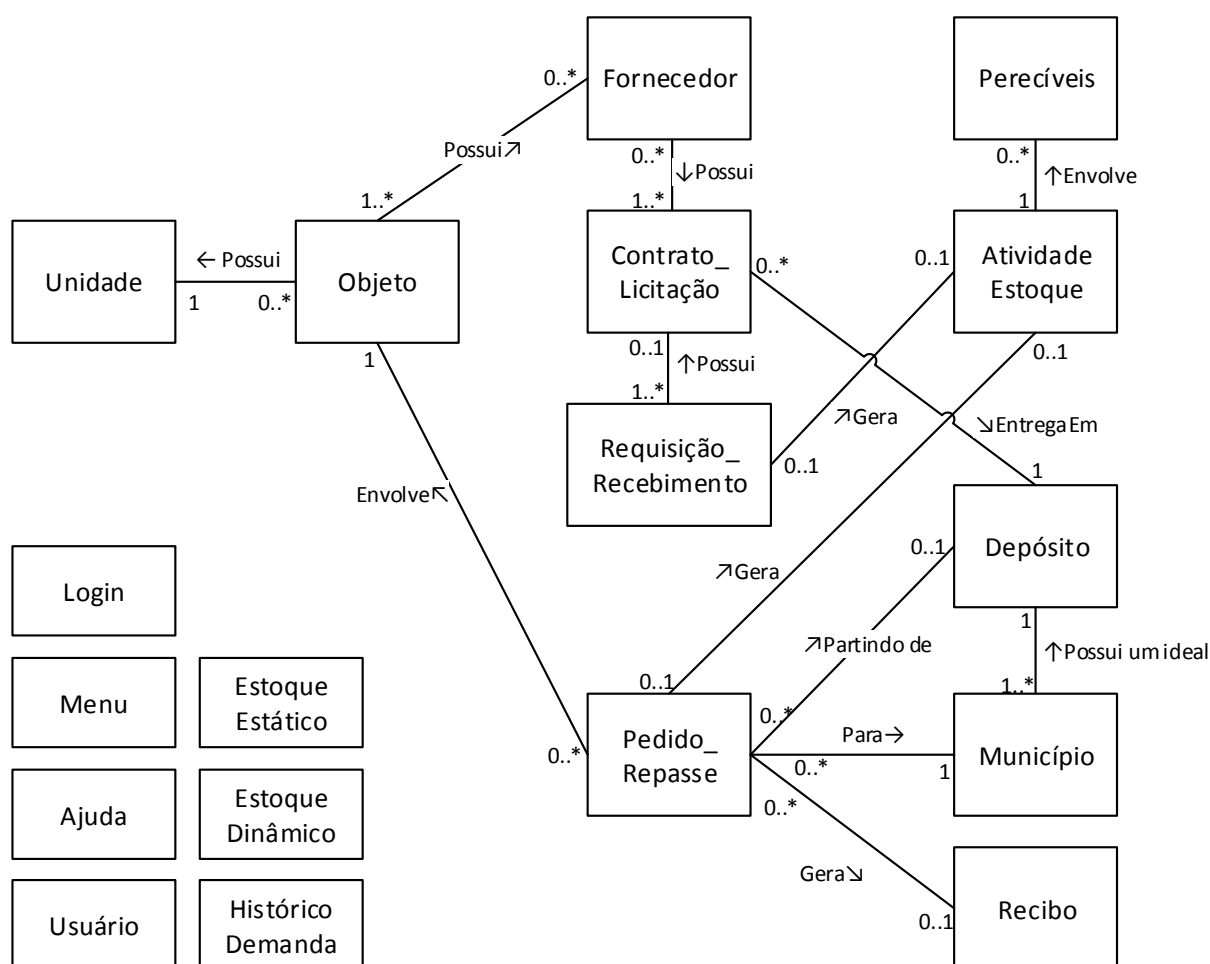 Fornecedor
Perecíveis
0..*
Possui↗
0..*
↓Possui
1..*
0..*
↑Envolve
1
1..*
Unidade
← Possui
1
0..*
Objeto
1
Contrato_
Licitação
0..*
0..1
Atividade
Estoque
0..1
0..1
↑Possui
1..*
Requisição_
Recebimento
↗Gera
0..1
↘EntregaEm
1
Envolve↖
Depósito
0..1
1
↗Gera
↗Partindo de
↑Possui um ideal
1..*
Login
Menu
Estoque
Estático
Ajuda
Estoque
Dinâmico
Usuário
Histórico
Demanda
0..1
0..*
0..*
Pedido_
Repasse
Para→
0..*
1
Município
0..*
Gera↘
0..1
Recibo